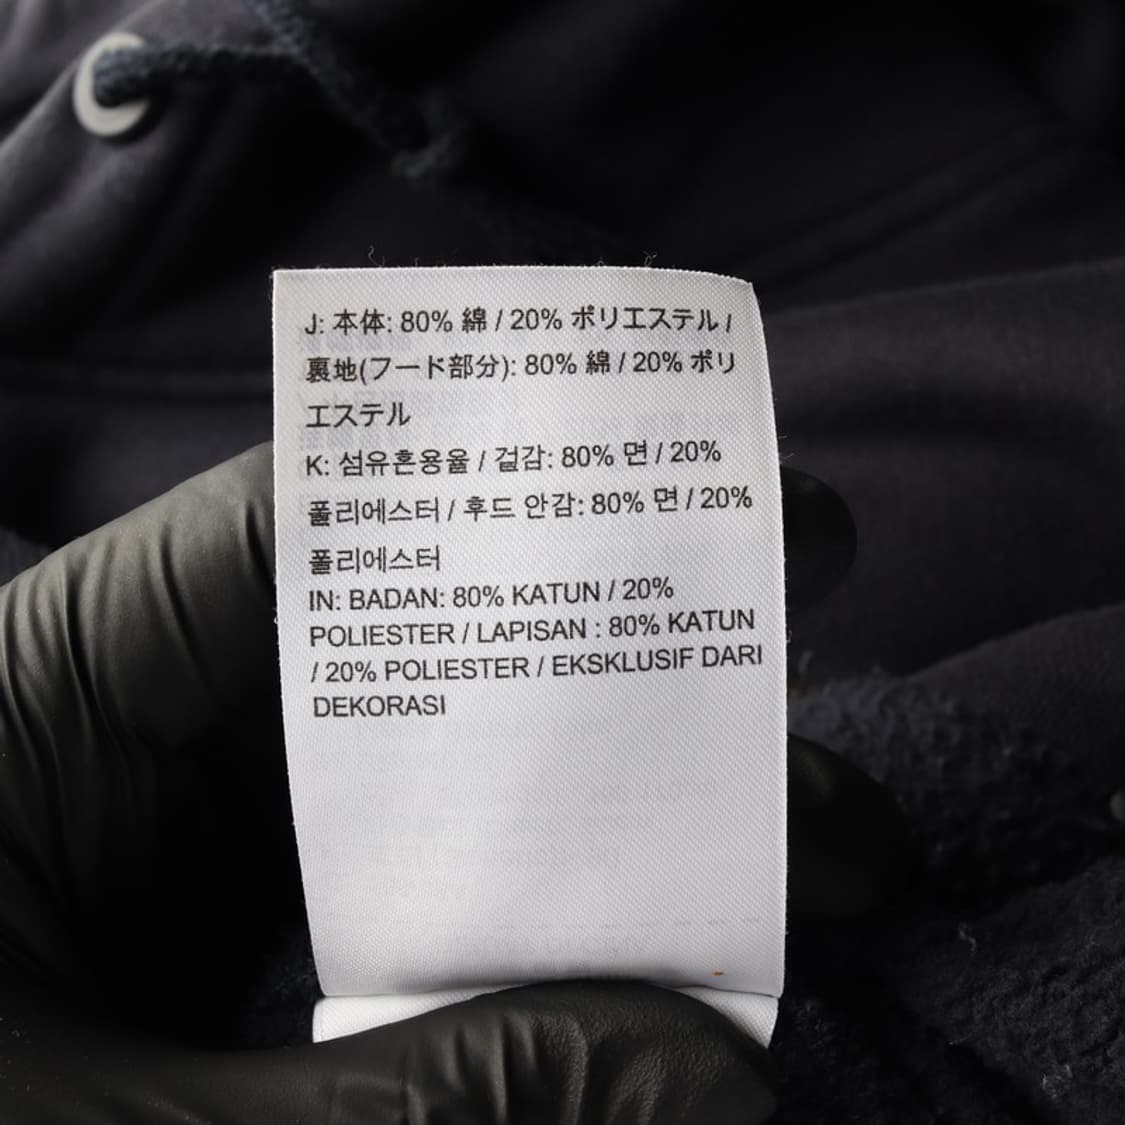 J: 本体: 80% 綿 / 20% ポリエステル /
裏地(フード部分): 80% 綿 / 20% ポリ
エステル
K: 섬유혼용율 / 겉감: 80% 면 / 20%
폴리에스터 / 후드 안감: 80% 면 / 20%
폴리에스터
IN: BADAN: 80% KATUN / 20%
POLIESTER / LAPISAN : 80% KATUN
/ 20% POLIESTER / EKSKLUSIF DARI
DEKORASI